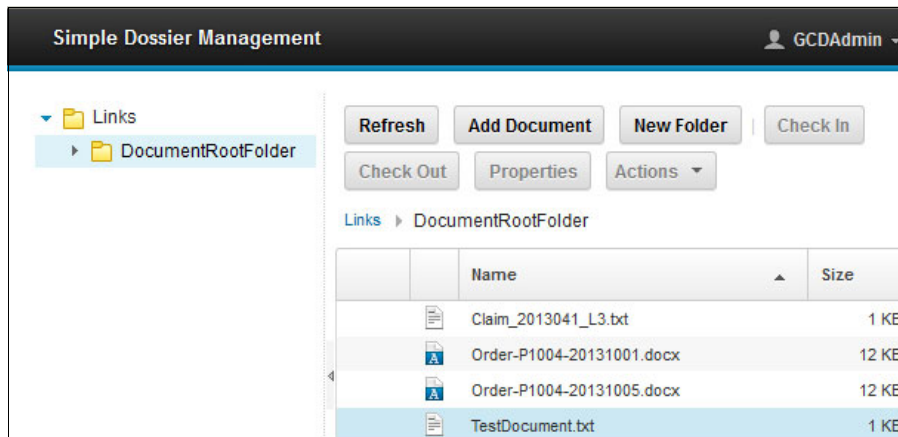 Simple Dossier Management GCDAdmin
Links
DocumentRootFolder
Refresh Add Document New Folder Check In
Check Out Properties Actions
Links DocumentRootFolder
Name Size
Claim_2013041_L3.txt 1 KB
Order-P1004-20131001.docx 12 KB
Order-P1004-20131005.docx 12 KB
TestDocument.txt 1 KB